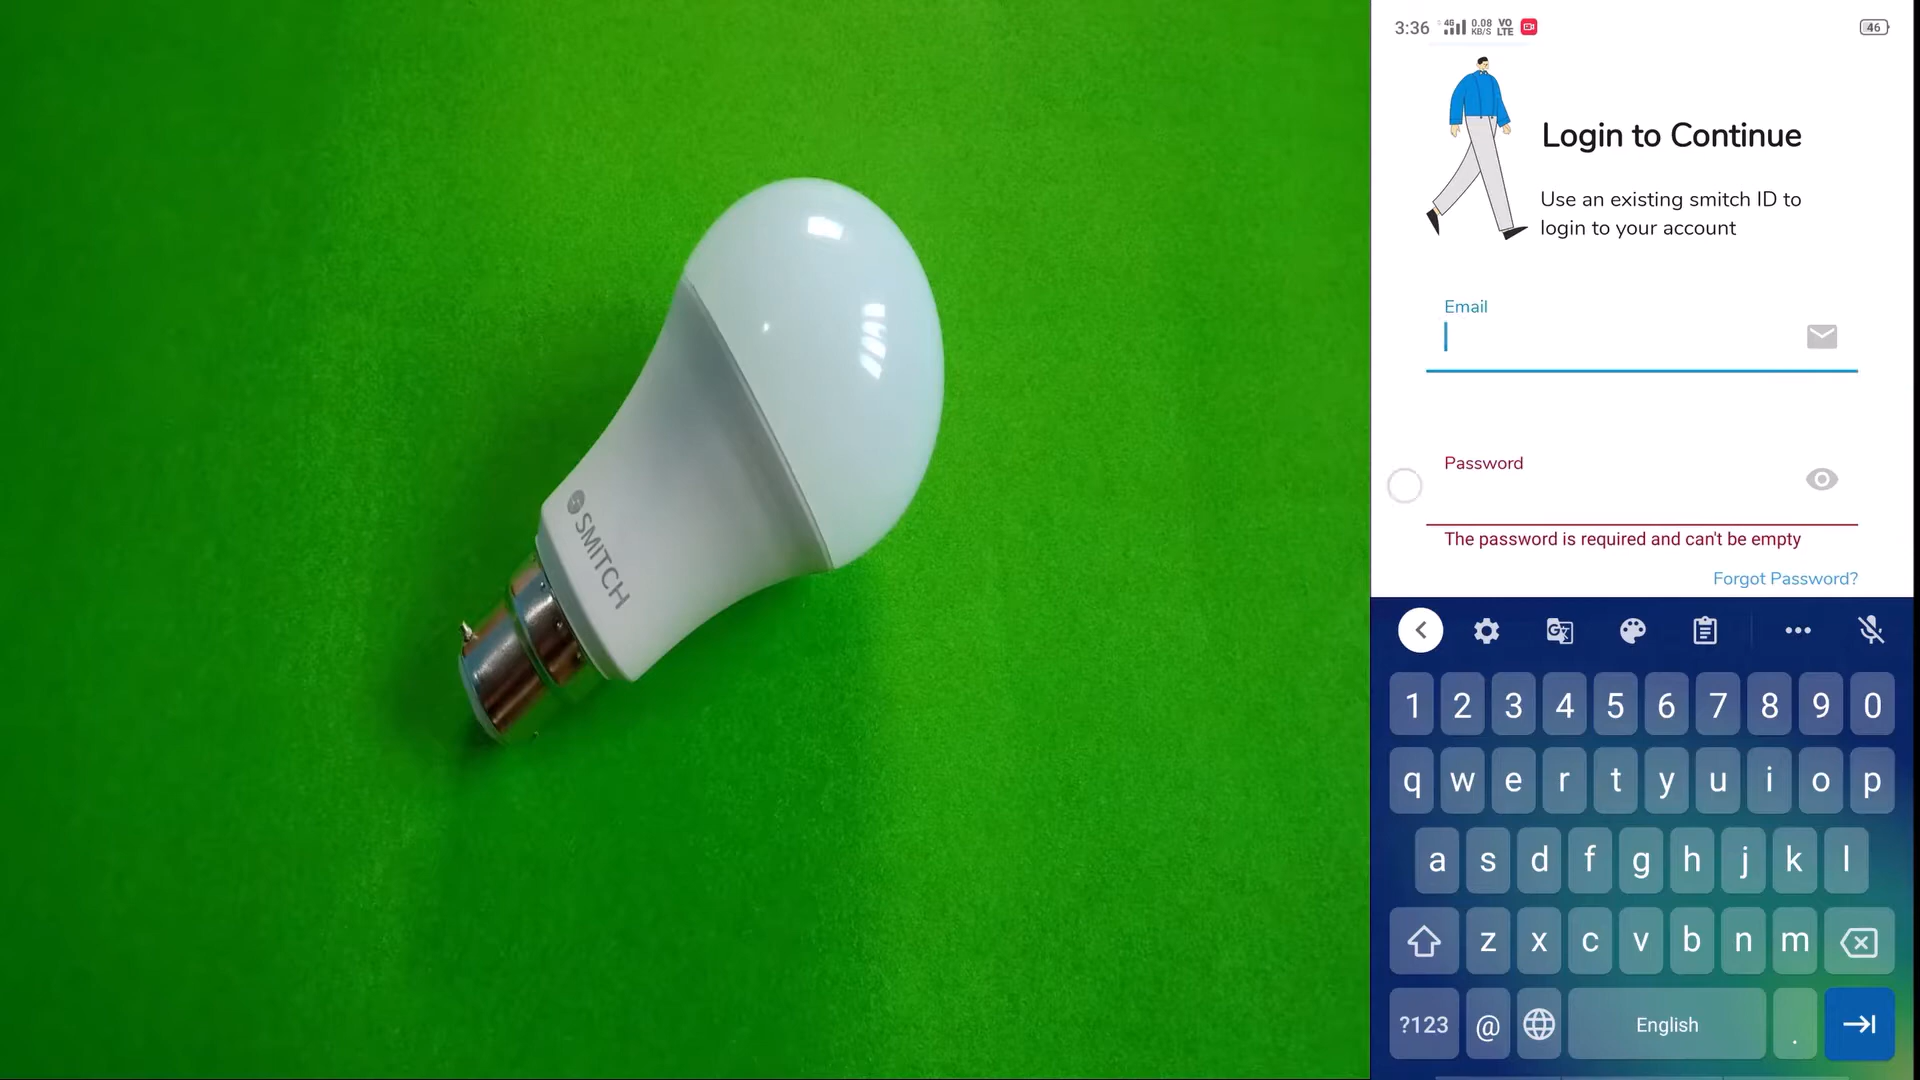 SMITCH
3:36 4G 0.08 KB/S VO LTE 46
Login to Continue
Use an existing smitch ID to
login to your account
Email
Password
The password is required and can't be empty
Forgot Password?
1 2 3 4 5 6 7 8 9 0
q w e r t y u i o p
a s d f g h j k l
z x c v b n m
?123 @ English .